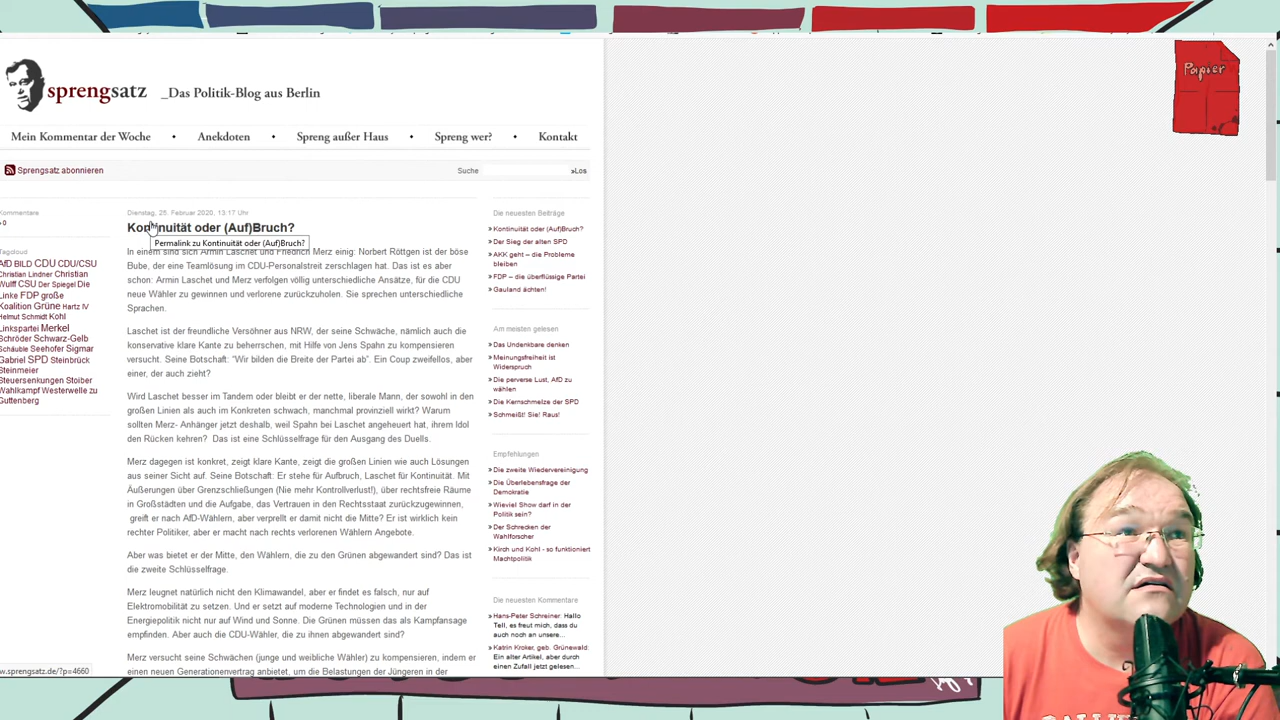 Papier
sprengsatz
_Das Politik-Blog aus Berlin
Mein Kommentar der Woche • Anekdoten • Spreng außer Haus • Spreng wer? • Kontakt
Sprengsatz abonnieren
Suche
»Los
Kommentare
0
Tagcloud
AfD BILD CDU CDU/CSU
Christian Lindner Christian
Wulff CSU Der Spiegel Die
Linke FDP große
Koalition Grüne Hartz IV
Helmut Schmidt Kohl
Linkspartei Merkel
Schröder Schwarz-Gelb
Schäuble Seehofer Sigmar
Gabriel SPD Steinbrück
Steinmeier
Steuersenkungen Stoiber
Wahlkampf Westerwelle zu
Guttenberg
Dienstag, 25. Februar 2020, 13:17 Uhr
Kontinuität oder (Auf)Bruch?
Permalink zu Kontinuität oder (Auf)Bruch?
In einem sind sich Armin Laschet und Friedrich Merz einig: Norbert Röttgen ist der böse
Bube, der eine Teamlösung im CDU-Personalstreit zerschlagen hat. Das ist es aber
schon: Armin Laschet und Merz verfolgen völlig unterschiedliche Ansätze, für die CDU
neue Wähler zu gewinnen und verlorene zurückzuholen. Sie sprechen unterschiedliche
Sprachen.
Laschet ist der freundliche Versöhner aus NRW, der seine Schwäche, nämlich auch die
konservative klare Kante zu beherrschen, mit Hilfe von Jens Spahn zu kompensieren
versucht. Seine Botschaft: "Wir bilden die Breite der Partei ab". Ein Coup zweifellos, aber
einer, der auch zieht?
Wird Laschet besser im Tandem oder bleibt er der nette, liberale Mann, der sowohl in den
großen Linien als auch im Konkreten schwach, manchmal provinziell wirkt? Warum
sollten Merz- Anhänger jetzt deshalb, weil Spahn bei Laschet angeheuert hat, ihrem Idol
den Rücken kehren? Das ist eine Schlüsselfrage für den Ausgang des Duells.
Merz dagegen ist konkret, zeigt klare Kante, zeigt die großen Linien wie auch Lösungen
aus seiner Sicht auf. Seine Botschaft: Er stehe für Aufbruch, Laschet für Kontinuität. Mit
Äußerungen über Grenzschließungen (Nie mehr Kontrollverlust!), über rechtsfreie Räume
in Großstädten und die Aufgabe, das Vertrauen in den Rechtsstaat zurückzugewinnen,
greift er nach AfD-Wählern, aber verprellt er damit nicht die Mitte? Er ist wirklich kein
rechter Politiker, aber er macht nach rechts verlorenen Wählern Angebote.
Aber was bietet er der Mitte, den Wählern, die zu den Grünen abgewandert sind? Das ist
die zweite Schlüsselfrage.
Merz leugnet natürlich nicht den Klimawandel, aber er findet es falsch, nur auf
Elektromobilität zu setzen. Und er setzt auf moderne Technologien und in der
Energiepolitik nicht nur auf Wind und Sonne. Die Grünen müssen das als Kampfansage
empfinden. Aber auch die CDU-Wähler, die zu ihnen abgewandert sind?
Merz versucht seine Schwächen (junge und weibliche Wähler) zu kompensieren, indem er
einen neuen Generationenvertrag anbietet, um die Belastungen der Jüngeren in der
Die neuesten Beiträge
Kontinuität oder (Auf)Bruch?
Der Sieg der alten SPD
AKK geht – die Probleme
bleiben
FDP – die überflüssige Partei
Gauland ächten!
Am meisten gelesen
Das Undenkbare denken
Meinungsfreiheit ist
Widerspruch
Die perverse Lust, AfD zu
wählen
Die Kernschmelze der SPD
Schmeißt! Sie! Raus!
Empfehlungen
Die zweite Wiedervereinigung
Die Überlebensfrage der
Demokratie
Wieviel Show darf in der
Politik sein?
Der Schrecken der
Wahlforscher
Kirch und Kohl - so funktioniert
Machtpolitik
Die neuesten Kommentare
Hans-Peter Schreiner: Hallo
Tell, es freut mich, dass du
auch noch an unsere...
Katrin Kroker, geb. Grünewald:
Ein alter Artikel, aber durch
einen Zufall jetzt gelesen...
w.sprengsatz.de/?p=4660